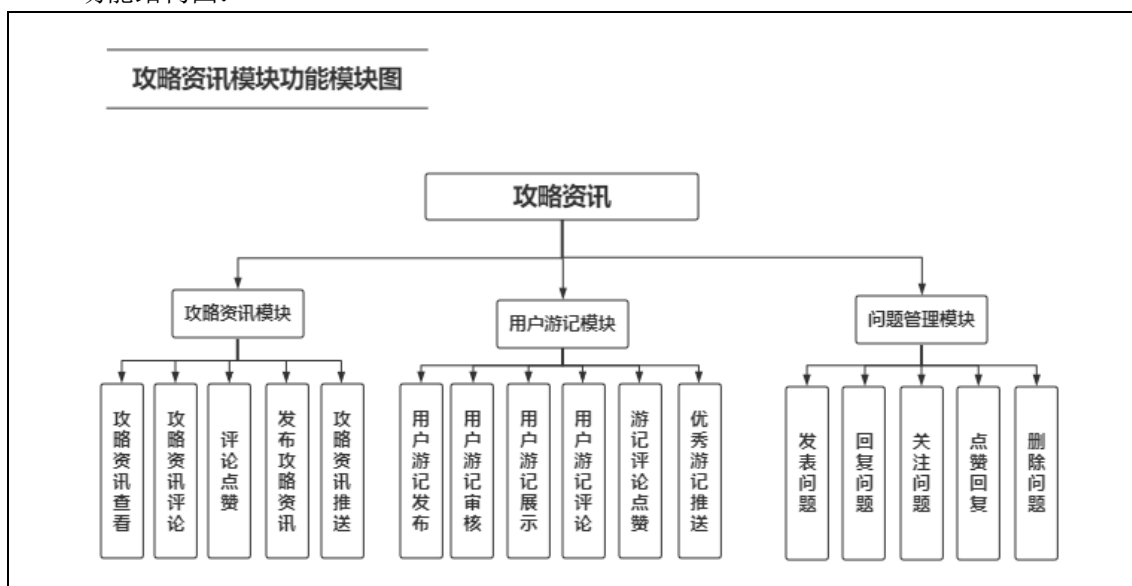 功能结构图：
攻略资讯模块功能模块图
攻略资讯
攻略资讯模块
用户游记模块
问题管理模块
攻略资讯查看
攻略资讯评论
评论点赞
发布攻略资讯
攻略资讯推送
用户游记发布
用户游记审核
用户游记展示
用户游记评论
游记评论点赞
优秀游记推送
发表问题
回复问题
关注问题
点赞回复
删除问题